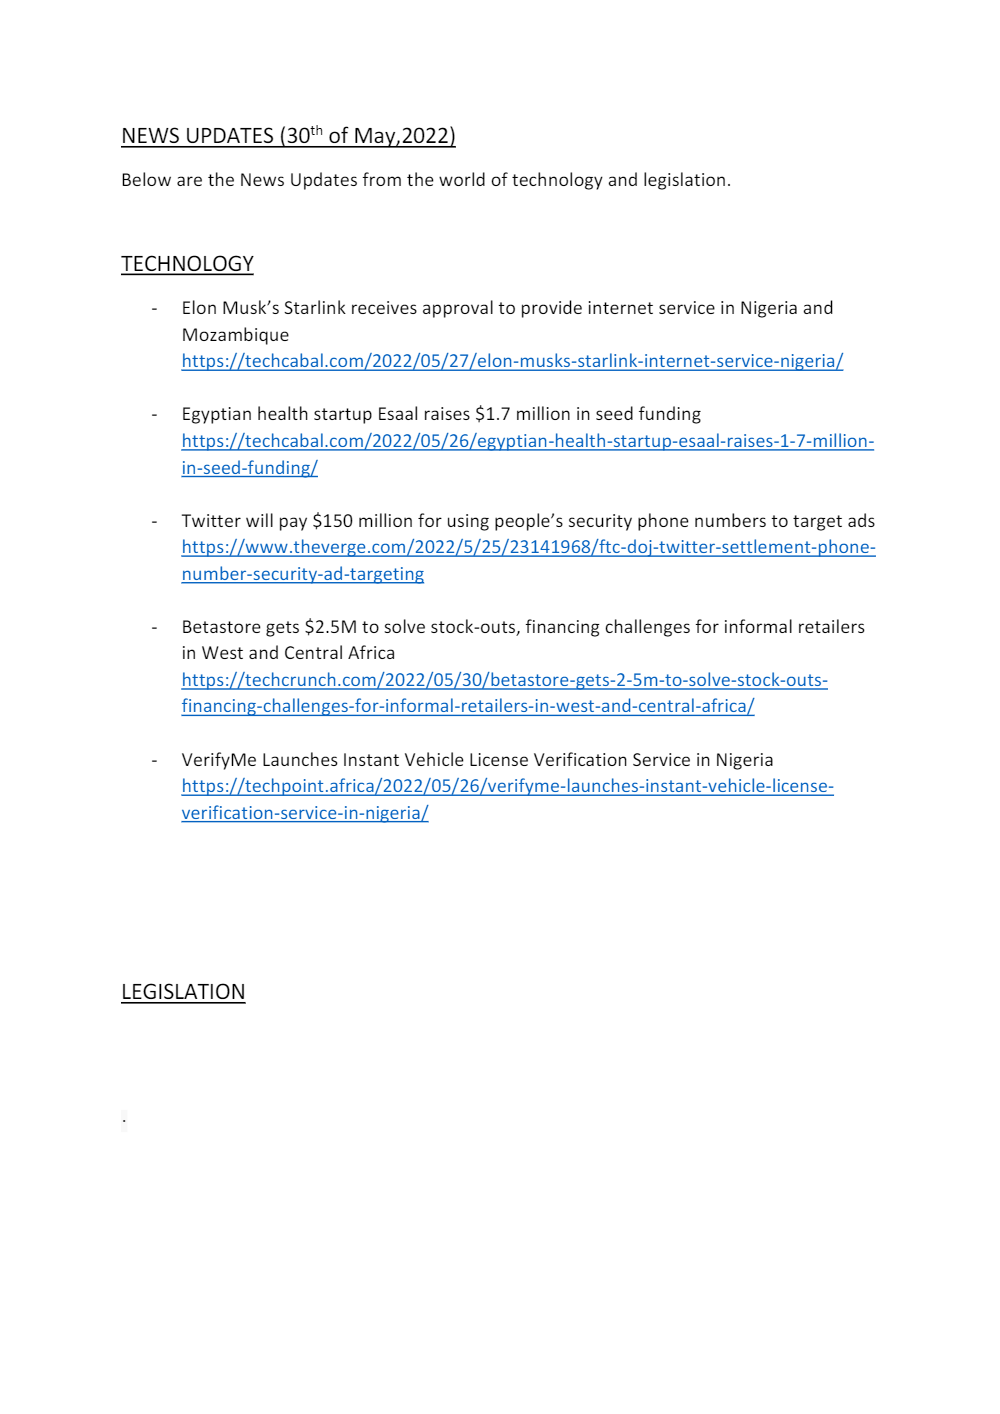 NEWS UPDATES (30th of May,2022)
Below are the News Updates from the world of technology and legislation.
TECHNOLOGY
- Elon Musk’s Starlink receives approval to provide internet service in Nigeria and
Mozambique
https://techcabal.com/2022/05/27/elon-musks-starlink-internet-service-nigeria/
- Egyptian health startup Esaal raises $1.7 million in seed funding
https://techcabal.com/2022/05/26/egyptian-health-startup-esaal-raises-1-7-million-
in-seed-funding/
- Twitter will pay $150 million for using people’s security phone numbers to target ads
https://www.theverge.com/2022/5/25/23141968/ftc-doj-twitter-settlement-phone-
number-security-ad-targeting
- Betastore gets $2.5M to solve stock-outs, financing challenges for informal retailers
in West and Central Africa
https://techcrunch.com/2022/05/30/betastore-gets-2-5m-to-solve-stock-outs-
financing-challenges-for-informal-retailers-in-west-and-central-africa/
- VerifyMe Launches Instant Vehicle License Verification Service in Nigeria
https://techpoint.africa/2022/05/26/verifyme-launches-instant-vehicle-license-
verification-service-in-nigeria/
LEGISLATION
.